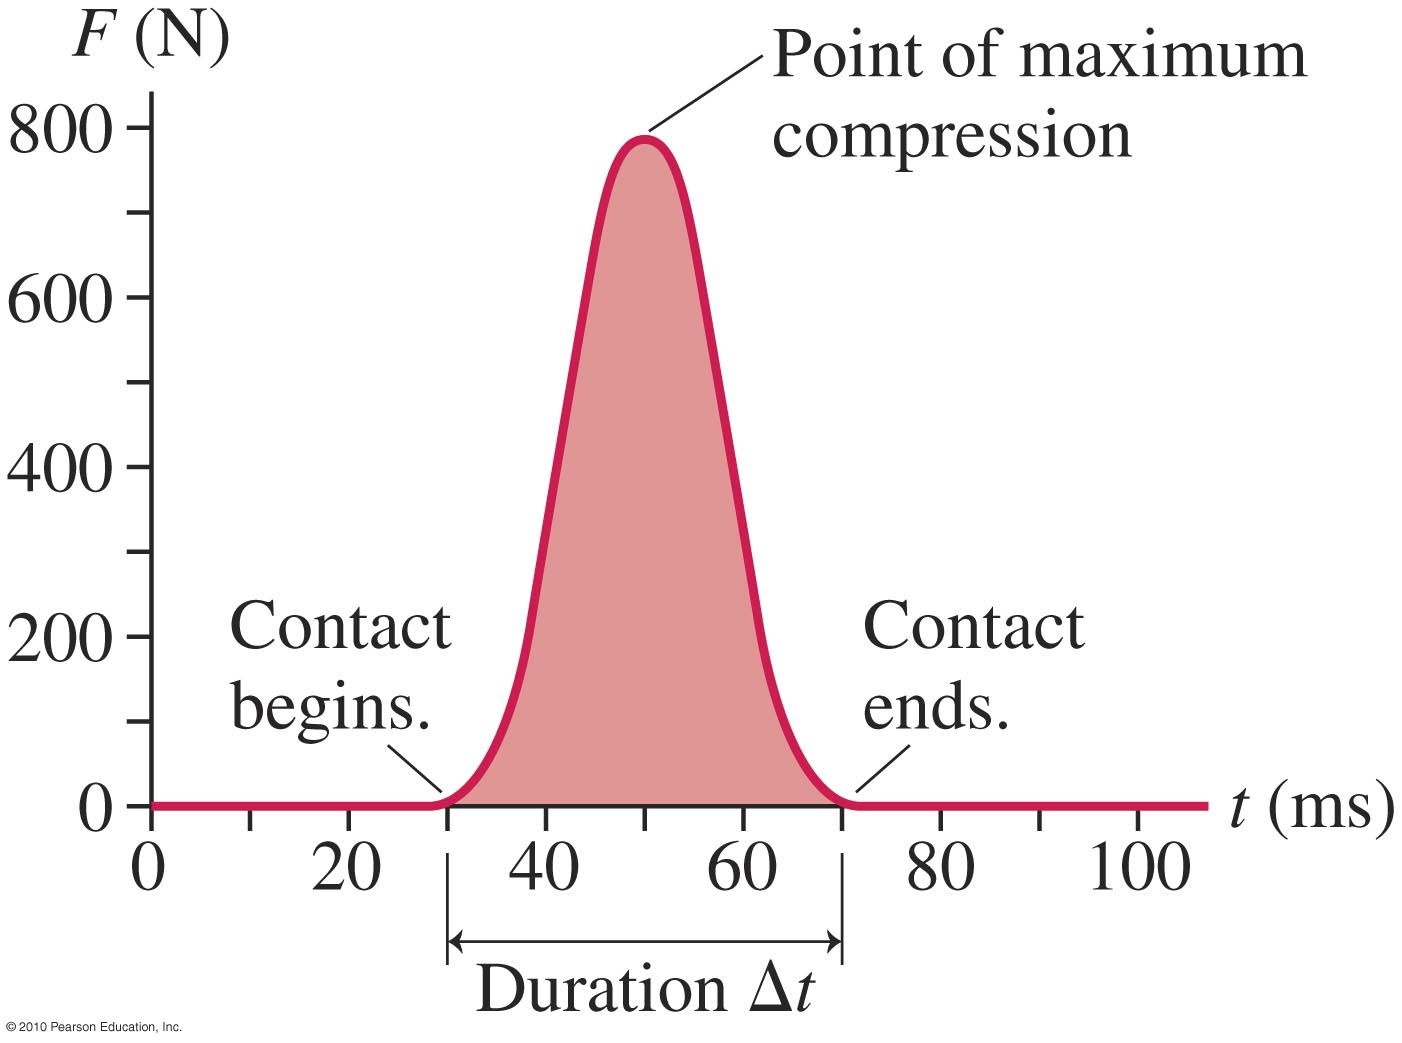 F (N)
Point of maximum
compression
800
600
400
200
0
Contact
begins.
Contact
ends.
t (ms)
0
20
40
60
80
100
Duration Δt
© 2010 Pearson Education, Inc.